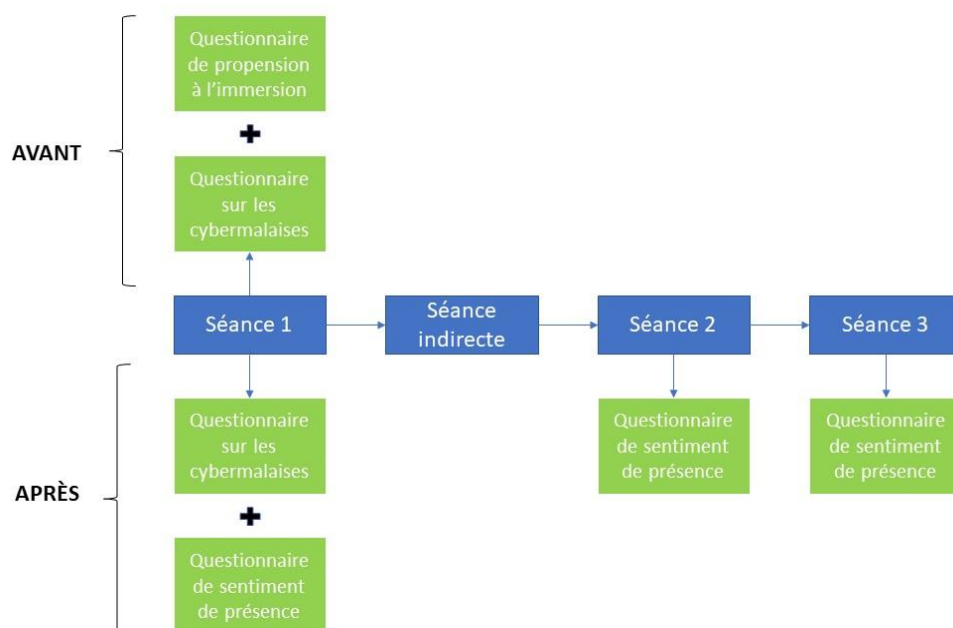 Questionnaire
de propension
à l'immersion
AVANT
Questionnaire
sur les
cybermalaises
Séance 1
Séance
indirecte
Séance 2
Séance 3
Questionnaire
sur les
cybermalaises
Questionnaire
de sentiment
de présence
Questionnaire
de sentiment
de présence
APRÈS
Questionnaire
de sentiment
de présence